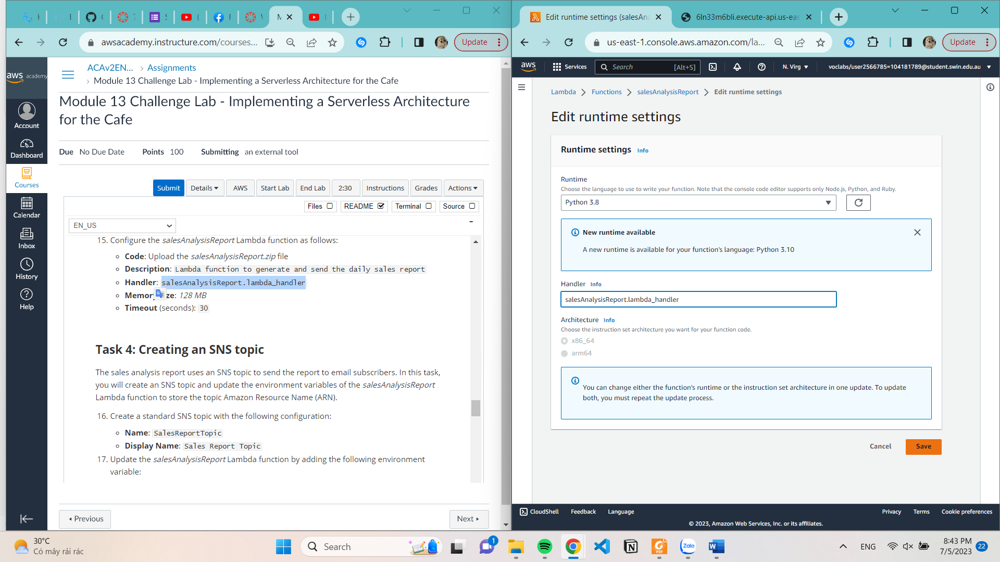 awsacademy.instructure.com/courses...
Update
aws academy
Account
Dashboard
Courses
Calendar
Inbox
History
Help
ACAv2EN... > Assignments
> Module 13 Challenge Lab - Implementing a Serverless Architecture for the Cafe
Module 13 Challenge Lab - Implementing a Serverless Architecture
for the Cafe
Due No Due Date Points 100 Submitting an external tool
Submit Details AWS Start Lab End Lab 2:30 Instructions Grades Actions
Files README Terminal Source
EN_US
15. Configure the salesAnalysisReport Lambda function as follows:
Code: Upload the salesAnalysisReport.zip file
Description: Lambda function to generate and send the daily sales report
Handler: salesAnalysisReport.lambda_handler
Memory ze: 128 MB
Timeout (seconds): 30
Task 4: Creating an SNS topic
The sales analysis report uses an SNS topic to send the report to email subscribers. In this task,
you will create an SNS topic and update the environment variables of the salesAnalysisReport
Lambda function to store the topic Amazon Resource Name (ARN).
16. Create a standard SNS topic with the following configuration:
Name: SalesReportTopic
Display Name: Sales Report Topic
17. Update the salesAnalysisReport Lambda function by adding the following environment
variable:
Previous
Next
Edit runtime settings (salesAna
6ln33m6bli.execute-api.us-eas
us-east-1.console.aws.amazon.com/la...
Update
aws Services Search [Alt+S] N. Virg voclabs/user2566785=104181789@student.swin.edu.au
Lambda > Functions > salesAnalysisReport > Edit runtime settings
Edit runtime settings
Runtime settings Info
Runtime
Choose the language to use to write your function. Note that the console code editor supports only Node.js, Python, and Ruby.
Python 3.8
New runtime available
A new runtime is available for your function's language: Python 3.10
Handler Info
salesAnalysisReport.lambda_handler
Architecture Info
Choose the instruction set architecture you want for your function code.
x86_64
arm64
You can change either the function's runtime or the instruction set architecture in one update. To update
both, you must repeat the update process.
Cancel Save
CloudShell Feedback Language Privacy Terms Cookie preferences
© 2023, Amazon Web Services, Inc. or its affiliates.
30°C
Có mây rải rác
Search
1
PDF
Zalo
ENG
8:43 PM
7/5/2023
22